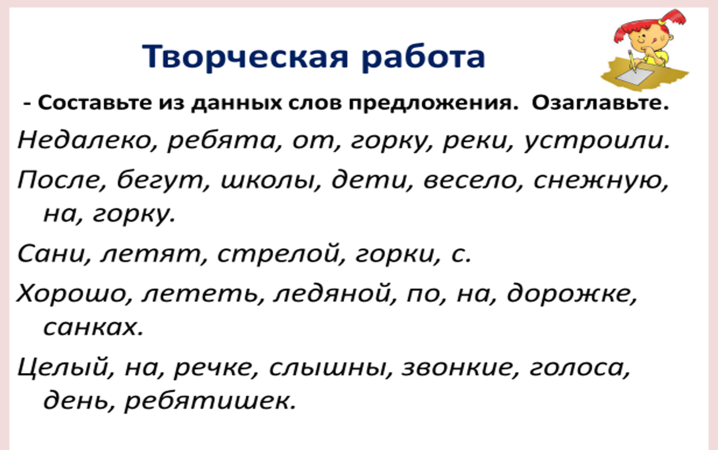 Творческая работа
- Составьте из данных слов предложения. Озаглавьте.
Недалеко, ребята, от, горку, реки, устроили.
После, бегут, школы, дети, весело, снежную,
на, горку.
Сани, летят, стрелой, горки, с.
Хорошо, лететь, ледяной, по, на, дорожке,
санках.
Целый, на, речке, слышны, звонкие, голоса,
день, ребятишек.